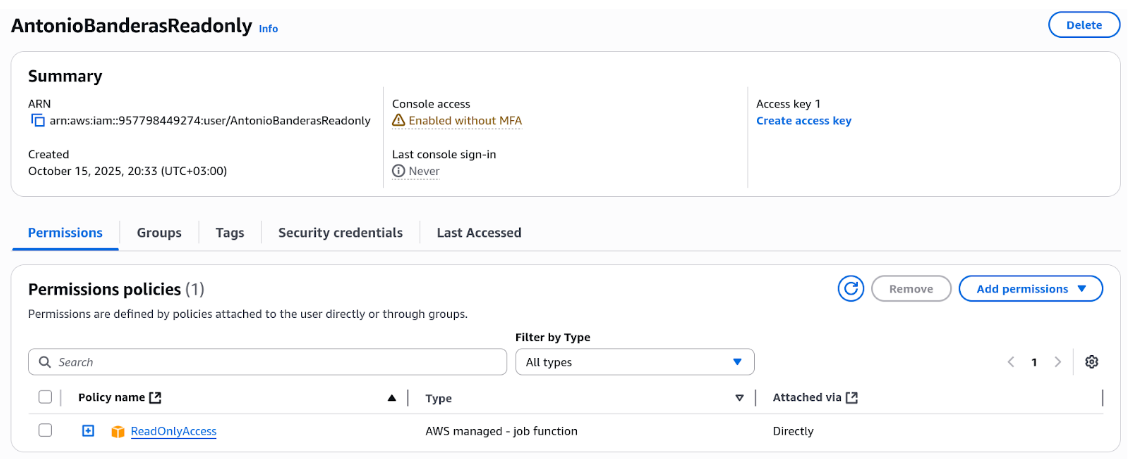 AntonioBanderasReadonly Info
Delete
Summary
ARN
arn:aws:iam::957798449274:user/AntonioBanderasReadonly
Created
October 15, 2025, 20:33 (UTC+03:00)
Console access
Enabled without MFA
Last console sign-in
Never
Access key 1
Create access key
Permissions Groups Tags Security credentials Last Accessed
Permissions policies (1)
Remove
Add permissions
Permissions are defined by policies attached to the user directly or through groups.
Filter by Type
Search
All types
1
Policy name Type Attached via
ReadOnlyAccess AWS managed - job function Directly